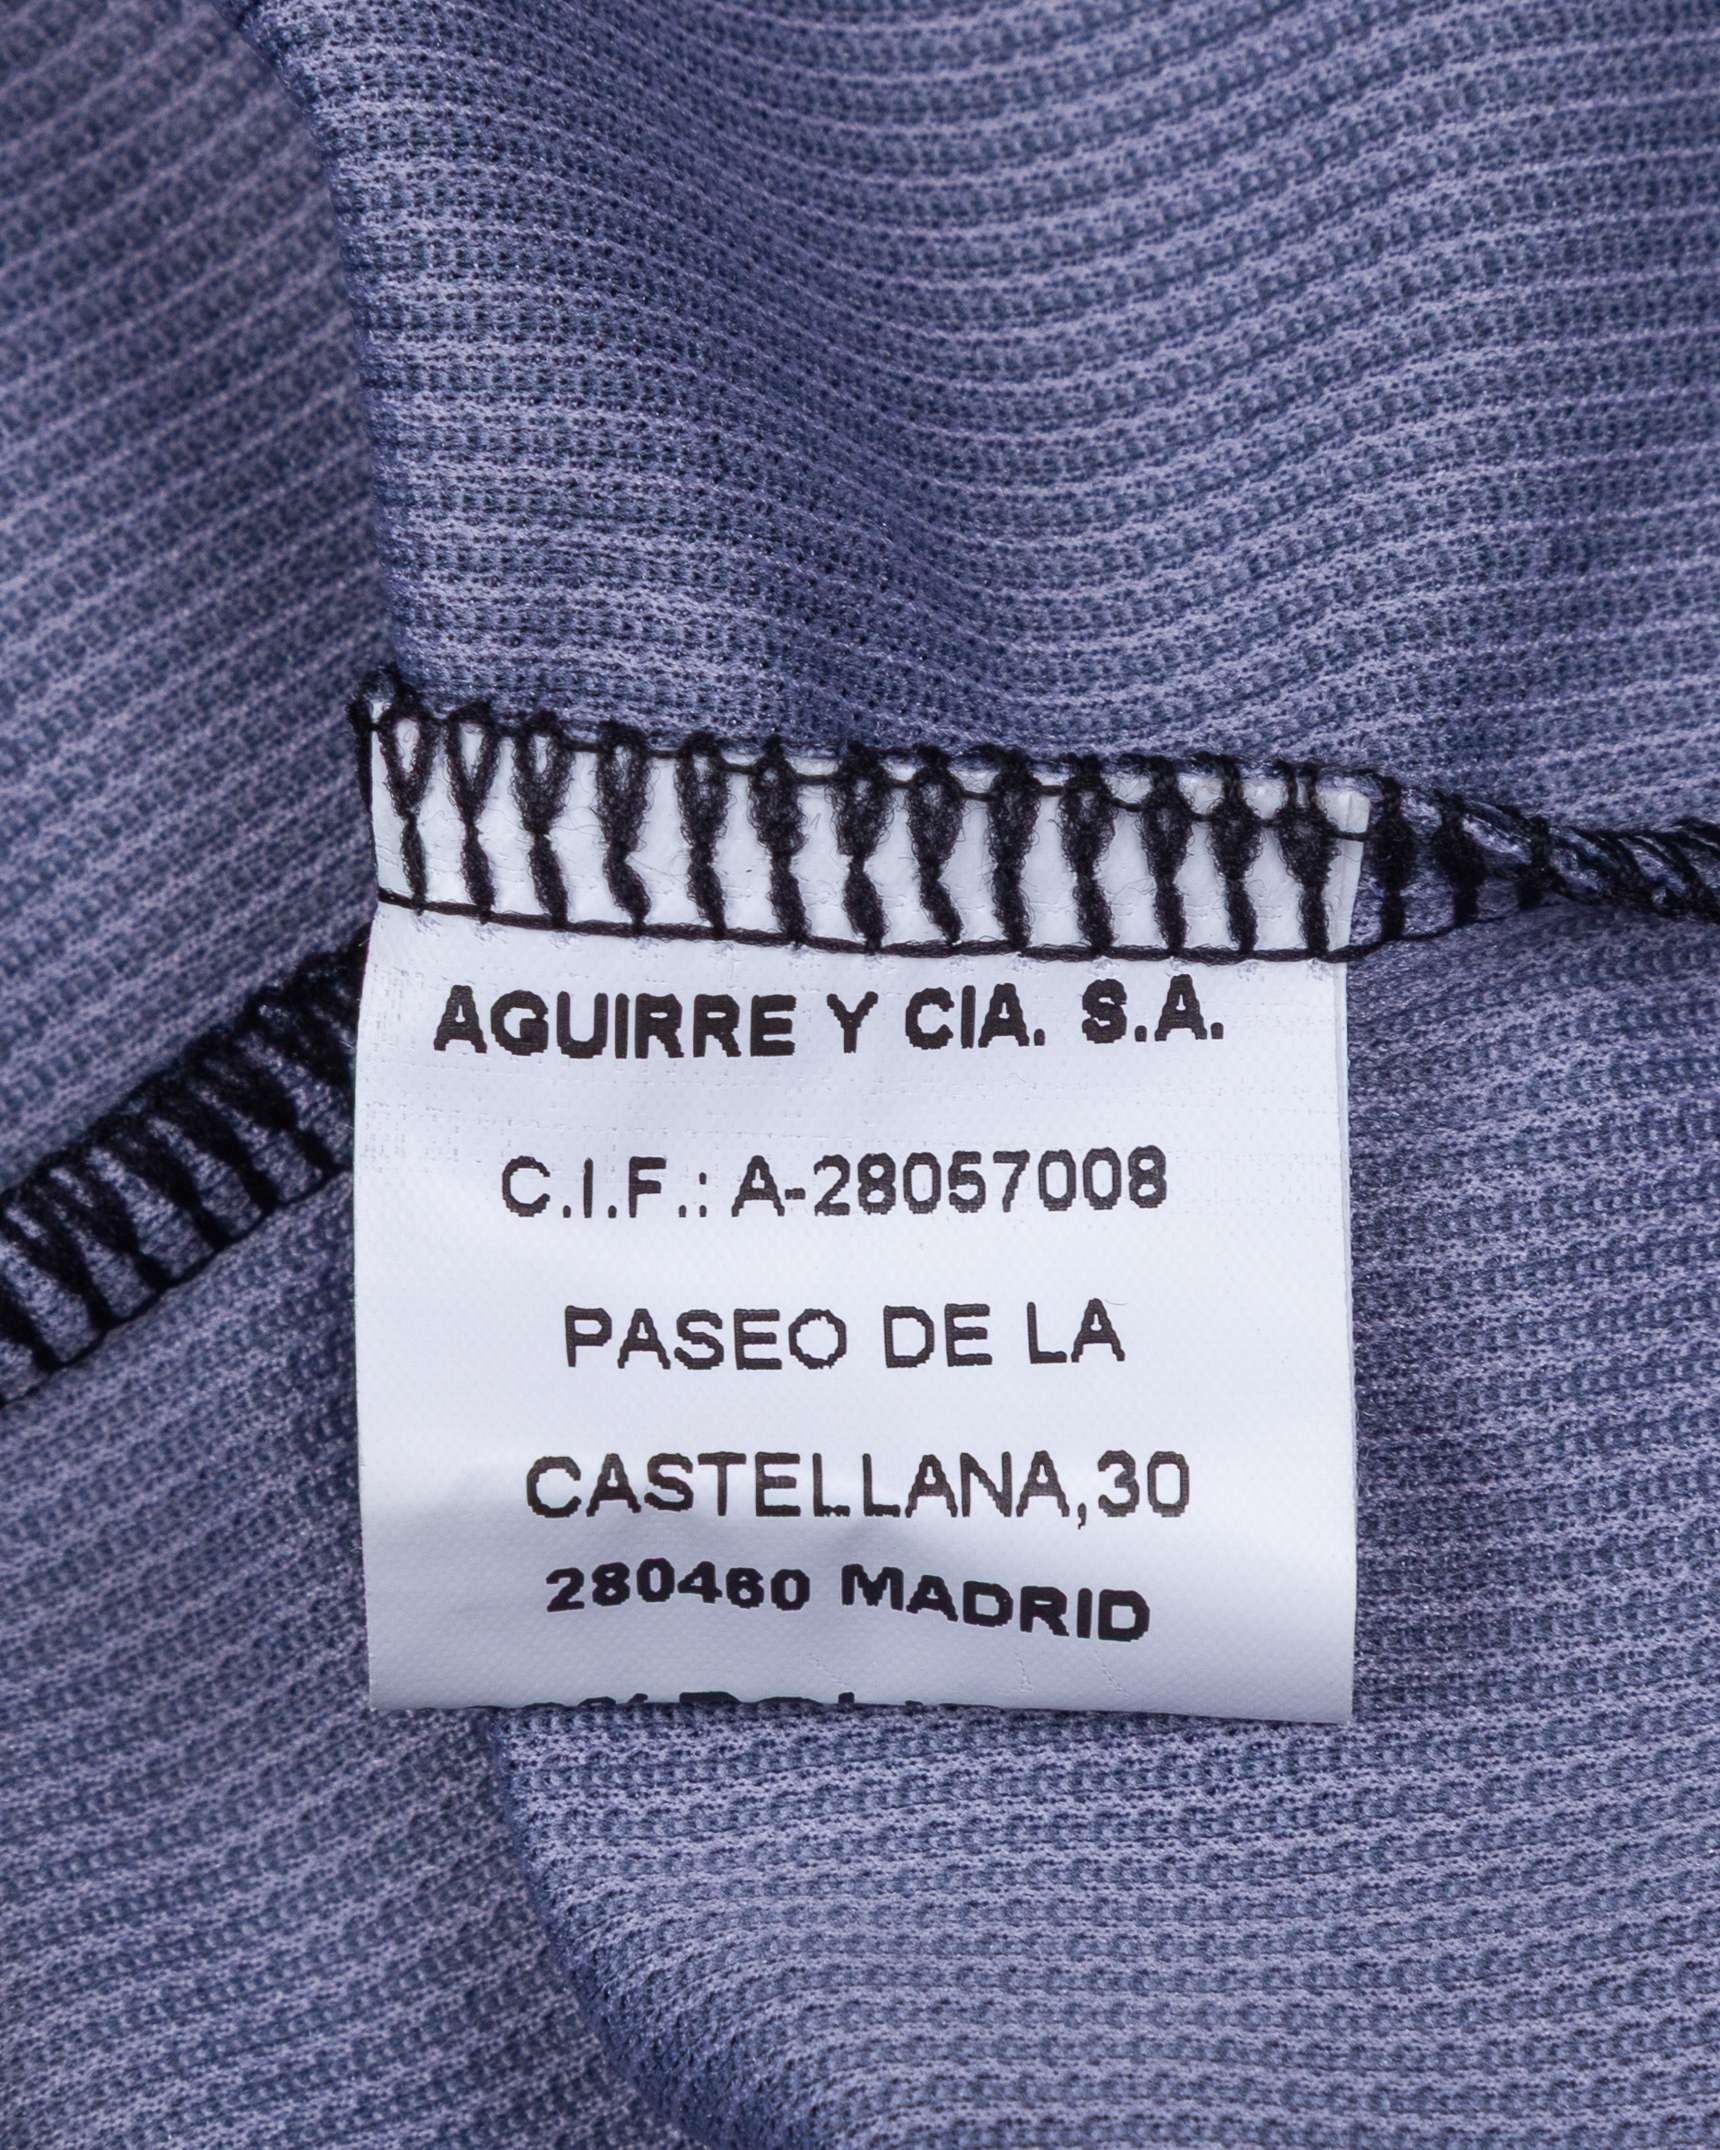 AGUIRRE Y CIA. S.A.
C.I.F.: A-28057008
PASEO DE LA
CASTELLANA,30
280460 MADRID